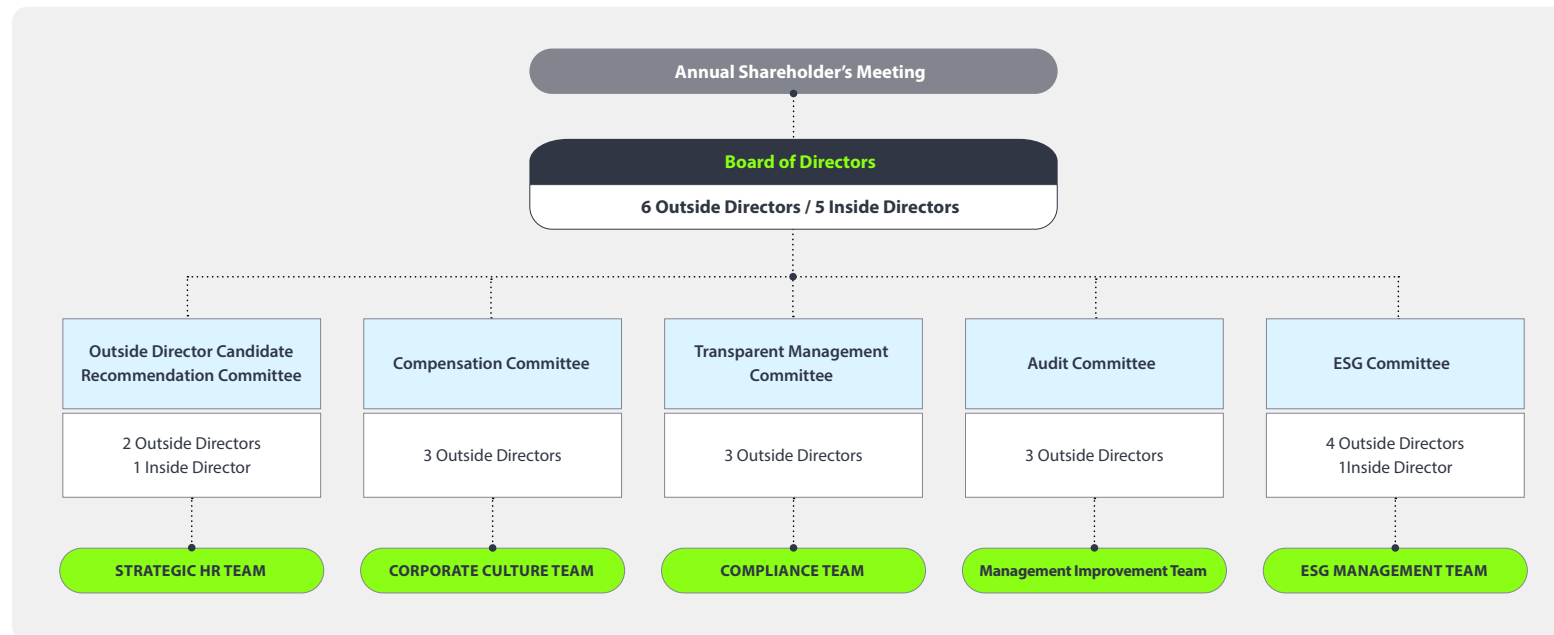 Annual Shareholder’s Meeting
Board of Directors
6 Outside Directors / 5 Inside Directors
Outside Director Candidate
Recommendation Committee
2 Outside Directors
1 Inside Director
STRATEGIC HR TEAM
Compensation Committee
3 Outside Directors
CORPORATE CULTURE TEAM
Transparent Management
Committee
3 Outside Directors
COMPLIANCE TEAM
Audit Committee
3 Outside Directors
Management Improvement Team
ESG Committee
4 Outside Directors
1Inside Director
ESG MANAGEMENT TEAM